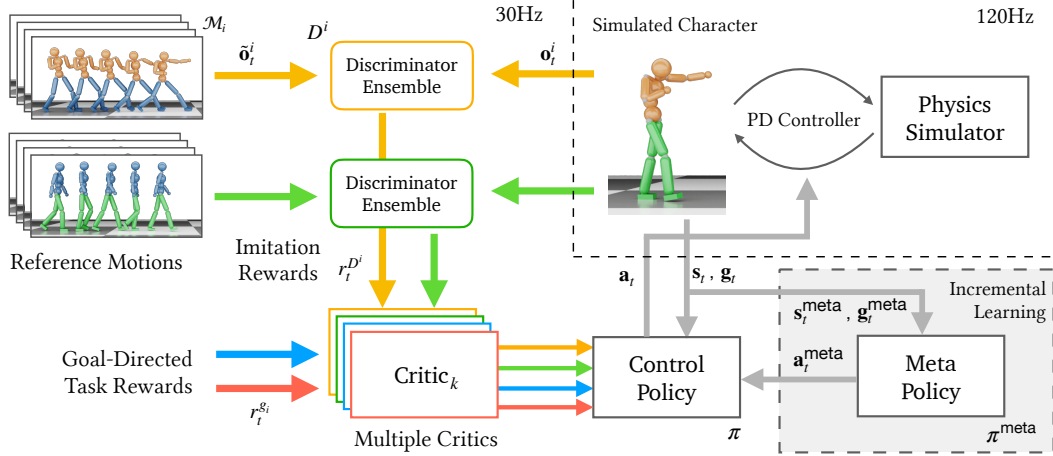 30Hz
120Hz
Simulated Character
ℳᵢ
õₜⁱ
Dⁱ
Discriminator
Ensemble
oₜⁱ
PD Controller
Physics
Simulator
Discriminator
Ensemble
Reference Motions
Imitation
Rewards
rₜ^{Dⁱ}
aₜ
sₜ , gₜ
Incremental
Learning
sₜ^{meta} , gₜ^{meta}
aₜ^{meta}
Goal-Directed
Task Rewards
rₜ^{gᵢ}
Criticₖ
Control
Policy
Meta
Policy
Multiple Critics
π
π^{meta}